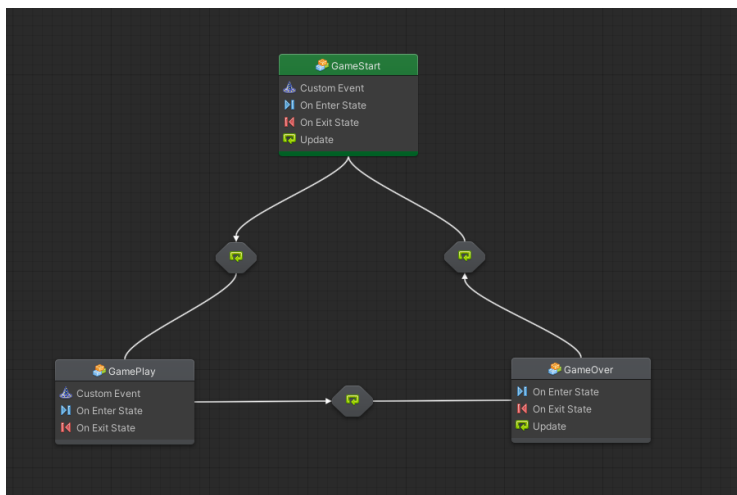 GameStart
Custom Event
On Enter State
On Exit State
Update
GamePlay
Custom Event
On Enter State
On Exit State
GameOver
On Enter State
On Exit State
Update